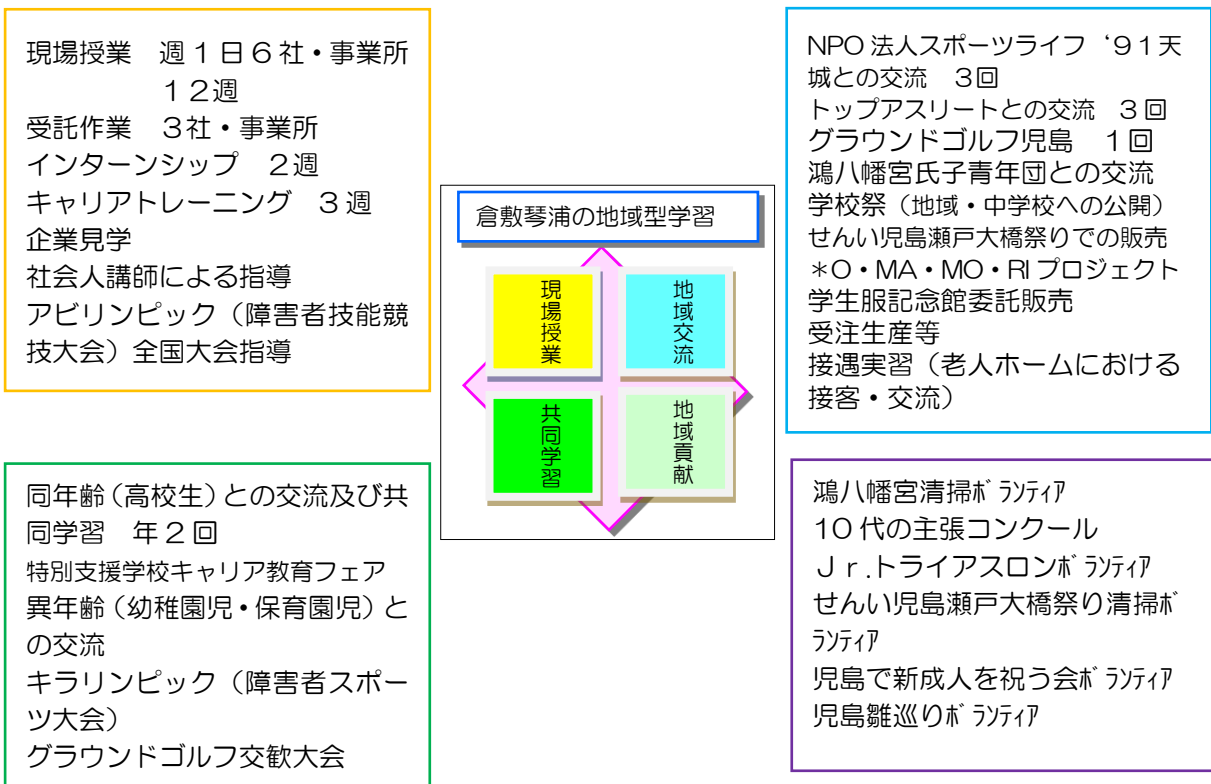 現場授業　週１日６社・事業所
１２週
受託作業　３社・事業所
インターンシップ　２週
キャリアトレーニング　３週
企業見学
社会人講師による指導
アビリンピック（障害者技能競
技大会）全国大会指導
NPO法人スポーツライフ‘９１天
城との交流　３回
トップアスリートとの交流　３回
グラウンドゴルフ児島　１回
鴻八幡宮氏子青年団との交流
学校祭（地域・中学校への公開）
せんい児島瀬戸大橋祭りでの販売
＊O・MA・MO・RIプロジェクト
学生服記念館委託販売
受注生産等
接遇実習（老人ホームにおける
接客・交流）
倉敷琴浦の地域型学習
現場授業
地域交流
共同学習
地域貢献
同年齢（高校生）との交流及び共
同学習　年２回
特別支援学校キャリア教育フェア
異年齢（幼稚園児・保育園児）と
の交流
キラリンピック（障害者スポー
ツ大会）
グラウンドゴルフ交歓大会
鴻八幡宮清掃ﾎﾞﾗﾝﾃｨｱ
10代の主張コンクール
Ｊｒ.トライアスロンﾎﾞﾗﾝﾃｨｱ
せんい児島瀬戸大橋祭り清掃ﾎﾞ
ﾗﾝﾃｨｱ
児島で新成人を祝う会ﾎﾞﾗﾝﾃｨｱ
児島雛巡りﾎﾞﾗﾝﾃｨｱ